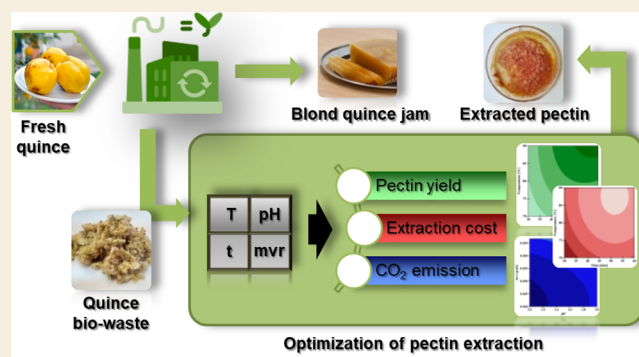 Fresh
quince
Blond quince jam
Extracted pectin
Quince
bio-waste
T pH
t mvr
Pectin yield
Extraction cost
CO₂ emission
pH
Optimization of pectin extraction